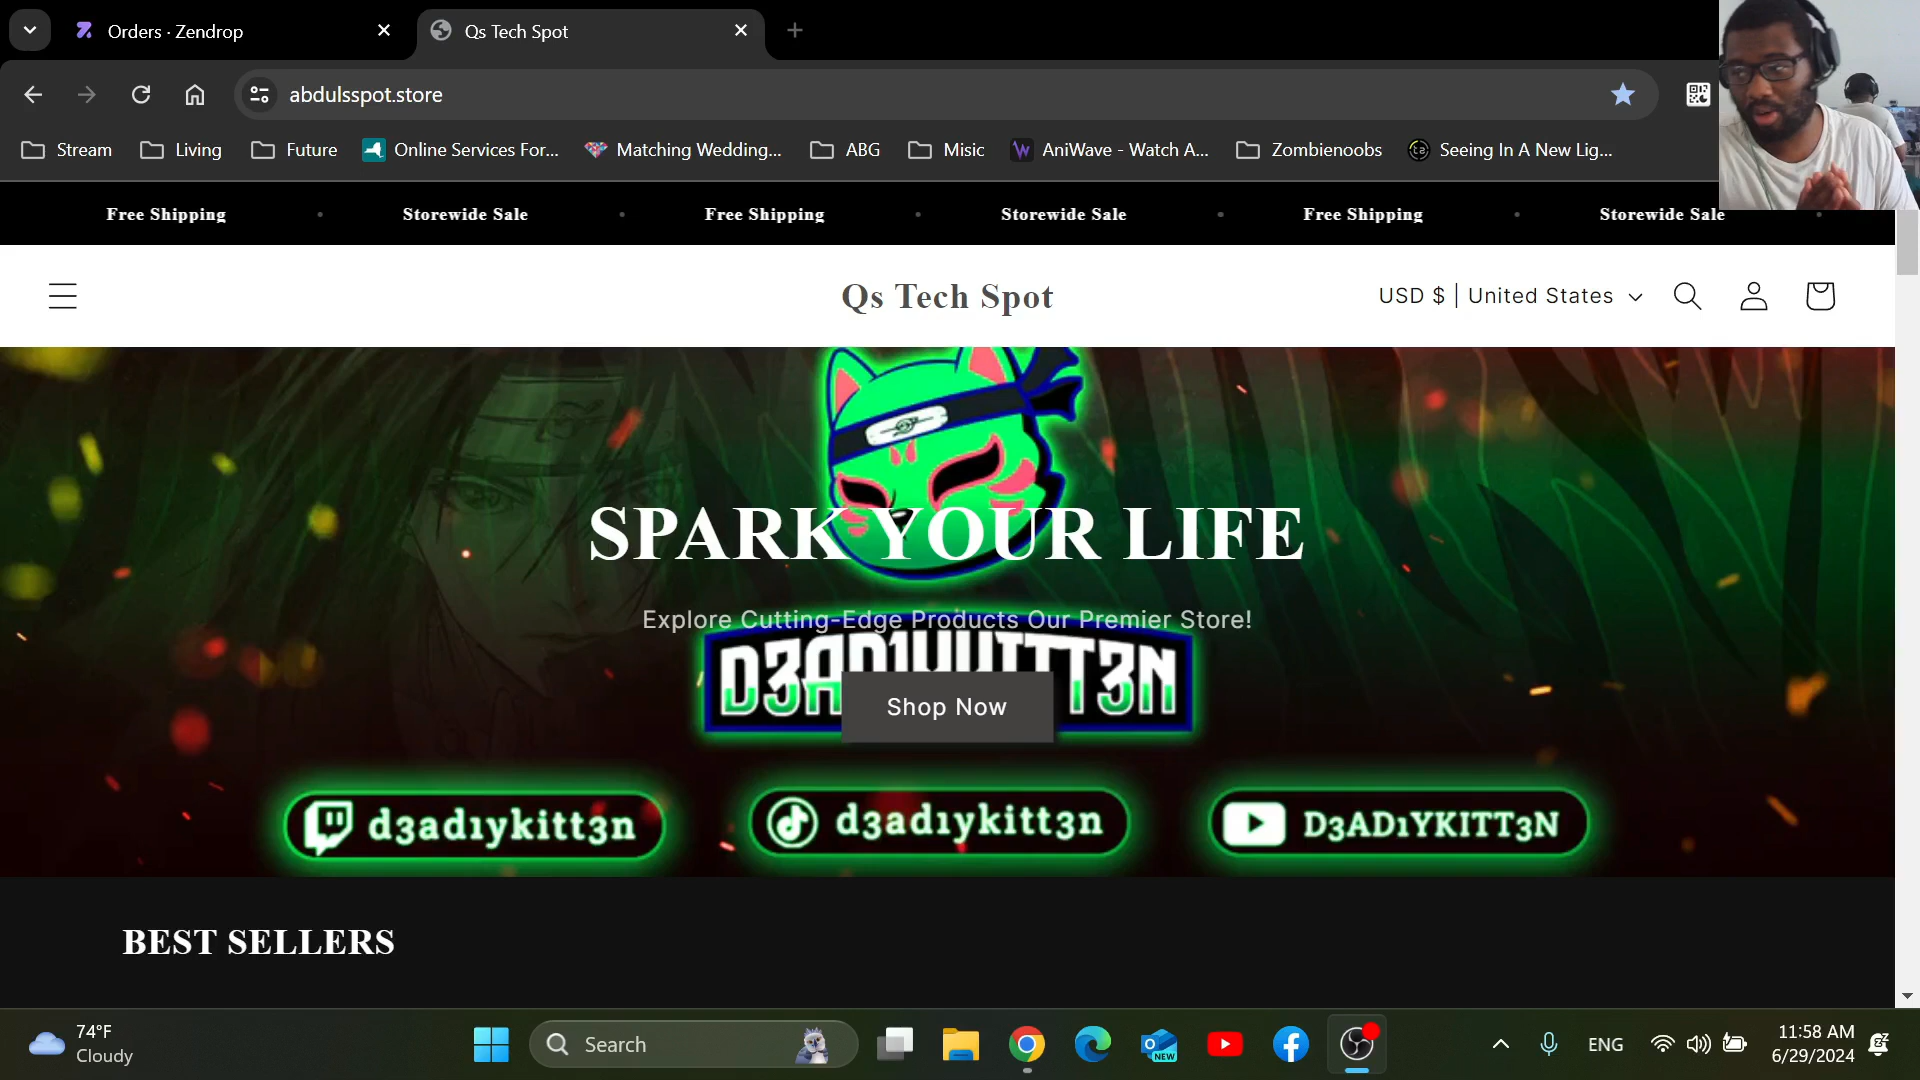 Orders · Zendrop
Qs Tech Spot
abdulsspot.store
Stream
Living
Future
Online Services For...
Matching Wedding...
ABG
Misic
AniWave - Watch A...
Zombienoobs
Seeing In A New Lig...
Free Shipping • Storewide Sale • Free Shipping • Storewide Sale • Free Shipping • Storewide Sale •
Qs Tech Spot
USD $ | United States
SPARK YOUR LIFE
Explore Cutting-Edge Products Our Premier Store!
Shop Now
d3ad1ykitt3n
d3ad1ykitt3n
D3AD1YKITT3N
BEST SELLERS
74°F
Cloudy
Search
NEW
ENG
11:58 AM
6/29/2024